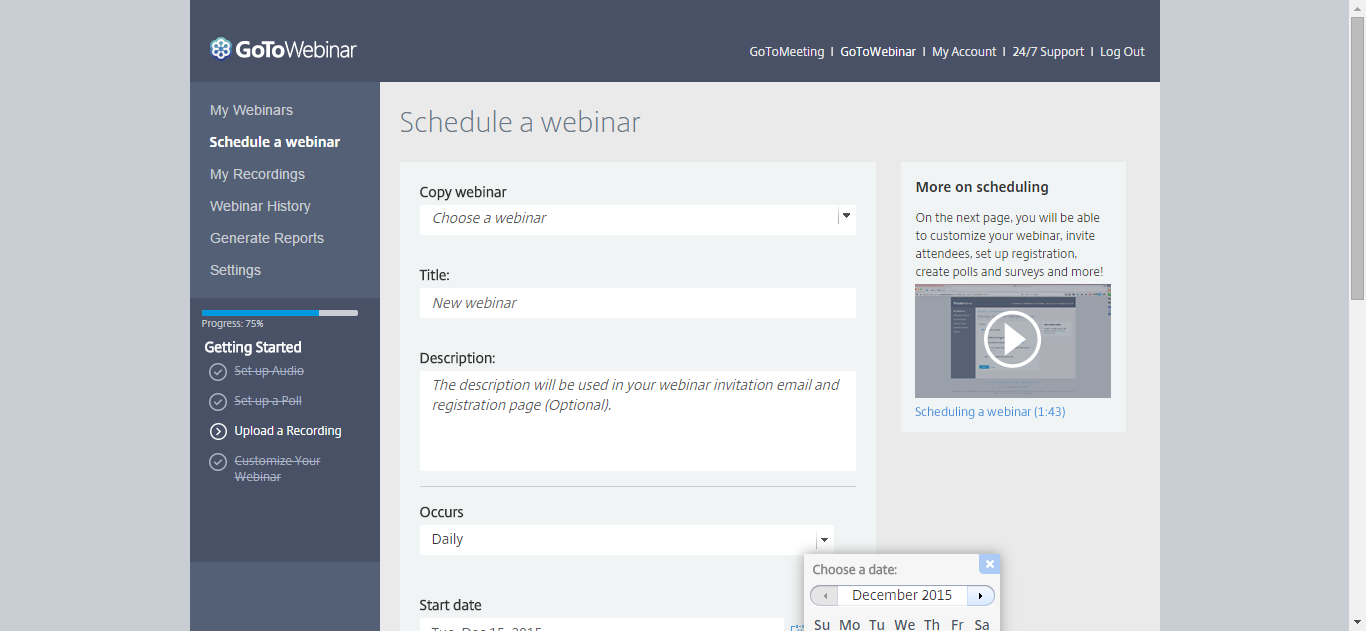 GoToWebinar
GoToMeeting | GoToWebinar | My Account | 24/7 Support | Log Out
My Webinars
Schedule a webinar
My Recordings
Webinar History
Generate Reports
Settings
Progress: 75%
Getting Started
Set up Audio
Set up a Poll
Upload a Recording
Customize Your
Webinar
Schedule a webinar
Copy webinar
Choose a webinar
Title:
New webinar
Description:
The description will be used in your webinar invitation email and
registration page (Optional).
Occurs
Daily
Start date
Tue, Dec 15, 2015
Choose a date:
December 2015
Su Mo Tu We Th Fr Sa
More on scheduling
On the next page, you will be able
to customize your webinar, invite
attendees, set up registration,
create polls and surveys and more!
Scheduling a webinar (1:43)